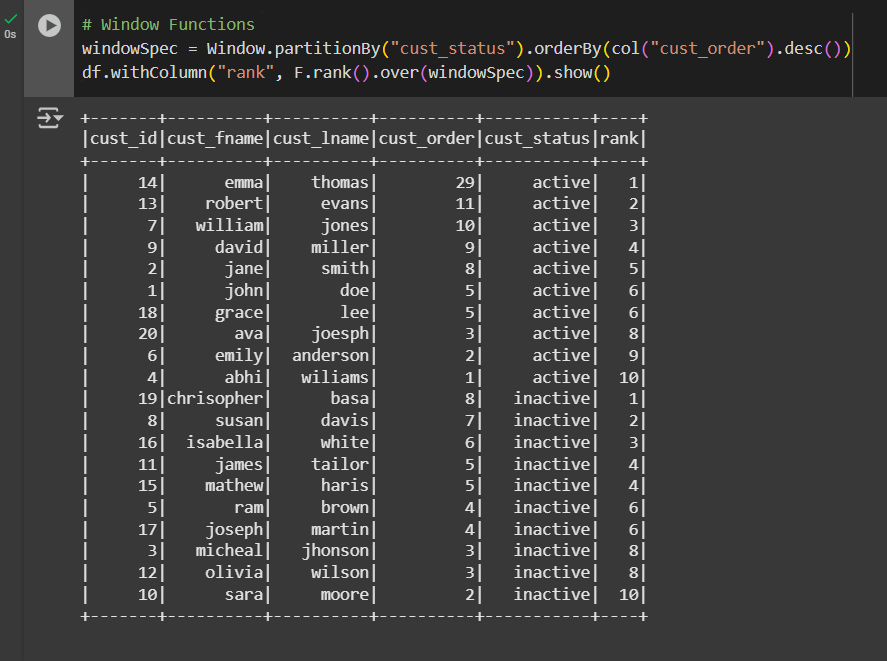 0s
# Window Functions
windowSpec = Window.partitionBy("cust_status").orderBy(col("cust_order").desc())
df.withColumn("rank", F.rank().over(windowSpec)).show()
+-------+----------+----------+----------+-----------+----+
|cust_id|cust_fname|cust_lname|cust_order|cust_status|rank|
+-------+----------+----------+----------+-----------+----+
|     14|      emma|    thomas|        29|     active|   1|
|     13|    robert|     evans|        11|     active|   2|
|      7|   william|     jones|        10|     active|   3|
|      9|     david|    miller|         9|     active|   4|
|      2|      jane|     smith|         8|     active|   5|
|      1|      john|       doe|         5|     active|   6|
|     18|     grace|       lee|         5|     active|   6|
|     20|       ava|    joesph|         3|     active|   8|
|      6|     emily|  anderson|         2|     active|   9|
|      4|      abhi|   wiliams|         1|     active|  10|
|     19|chrisopher|      basa|         8|   inactive|   1|
|      8|     susan|     davis|         7|   inactive|   2|
|     16|  isabella|     white|         6|   inactive|   3|
|     11|     james|    tailor|         5|   inactive|   4|
|     15|    mathew|     haris|         5|   inactive|   4|
|      5|       ram|     brown|         4|   inactive|   6|
|     17|    joseph|    martin|         4|   inactive|   6|
|      3|   micheal|   jhonson|         3|   inactive|   8|
|     12|    olivia|    wilson|         3|   inactive|   8|
|     10|      sara|     moore|         2|   inactive|  10|
+-------+----------+----------+----------+-----------+----+